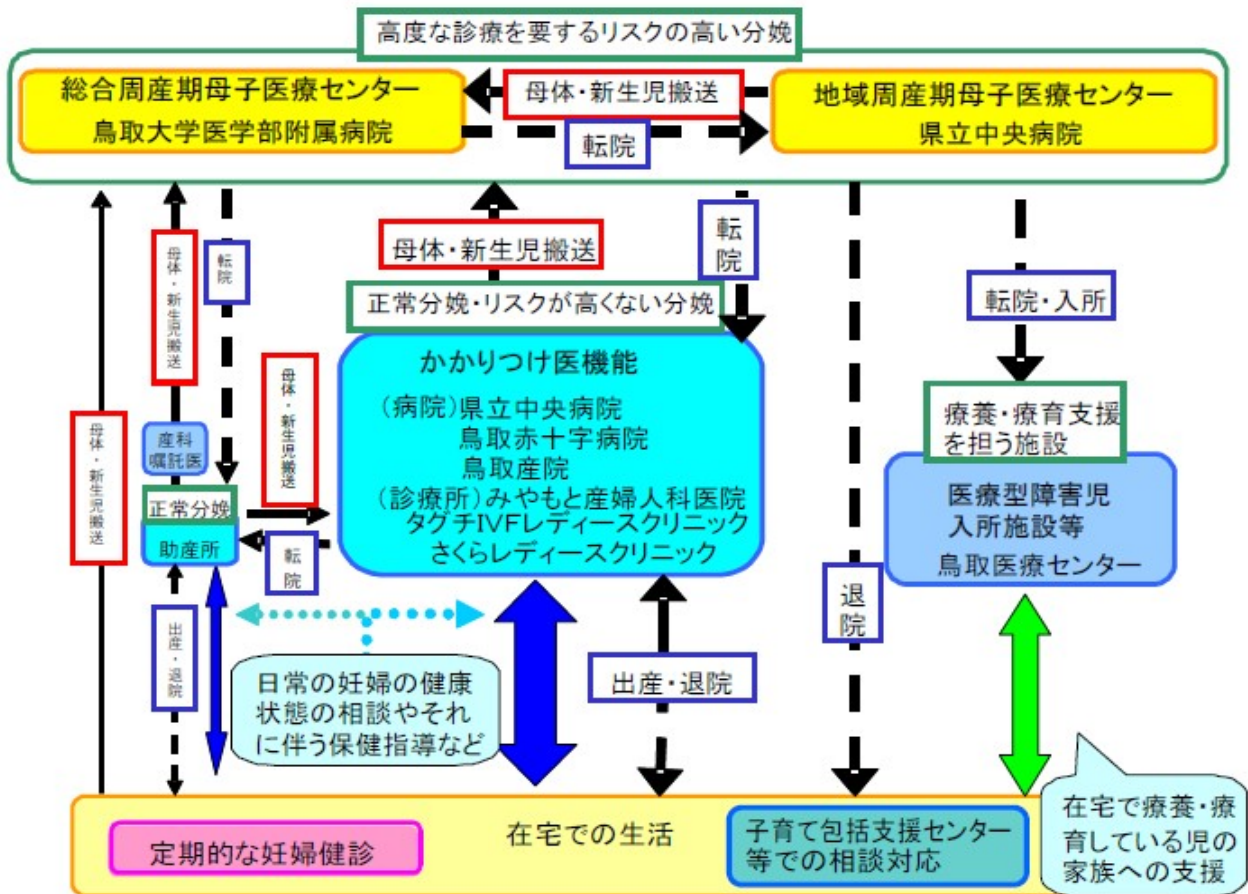 高度な診療を要するリスクの高い分娩
総合周産期母子医療センター
鳥取大学医学部附属病院
母体・新生児搬送
転院
地域周産期母子医療センター
県立中央病院
母体・新生児搬送
母体・新生児搬送
転院
母体・新生児搬送
転院
転院・入所
正常分娩・リスクが高くない分娩
かかりつけ医機能
（病院）県立中央病院
鳥取赤十字病院
鳥取産院
（診療所）みやもと産婦人科医院
タグチIVFレディースクリニック
さくらレディースクリニック
母体・新生児搬送
転院
産科
嘱託医
正常分娩
助産所
療養・療育支援
を担う施設
医療型障害児
入所施設等
鳥取医療センター
出産・退院
日常の妊婦の健康
状態の相談やそれ
に伴う保健指導など
出産・退院
退院
在宅での生活
定期的な妊婦健診
子育て包括支援センター
等での相談対応
在宅で療養・療
育している児の
家族への支援